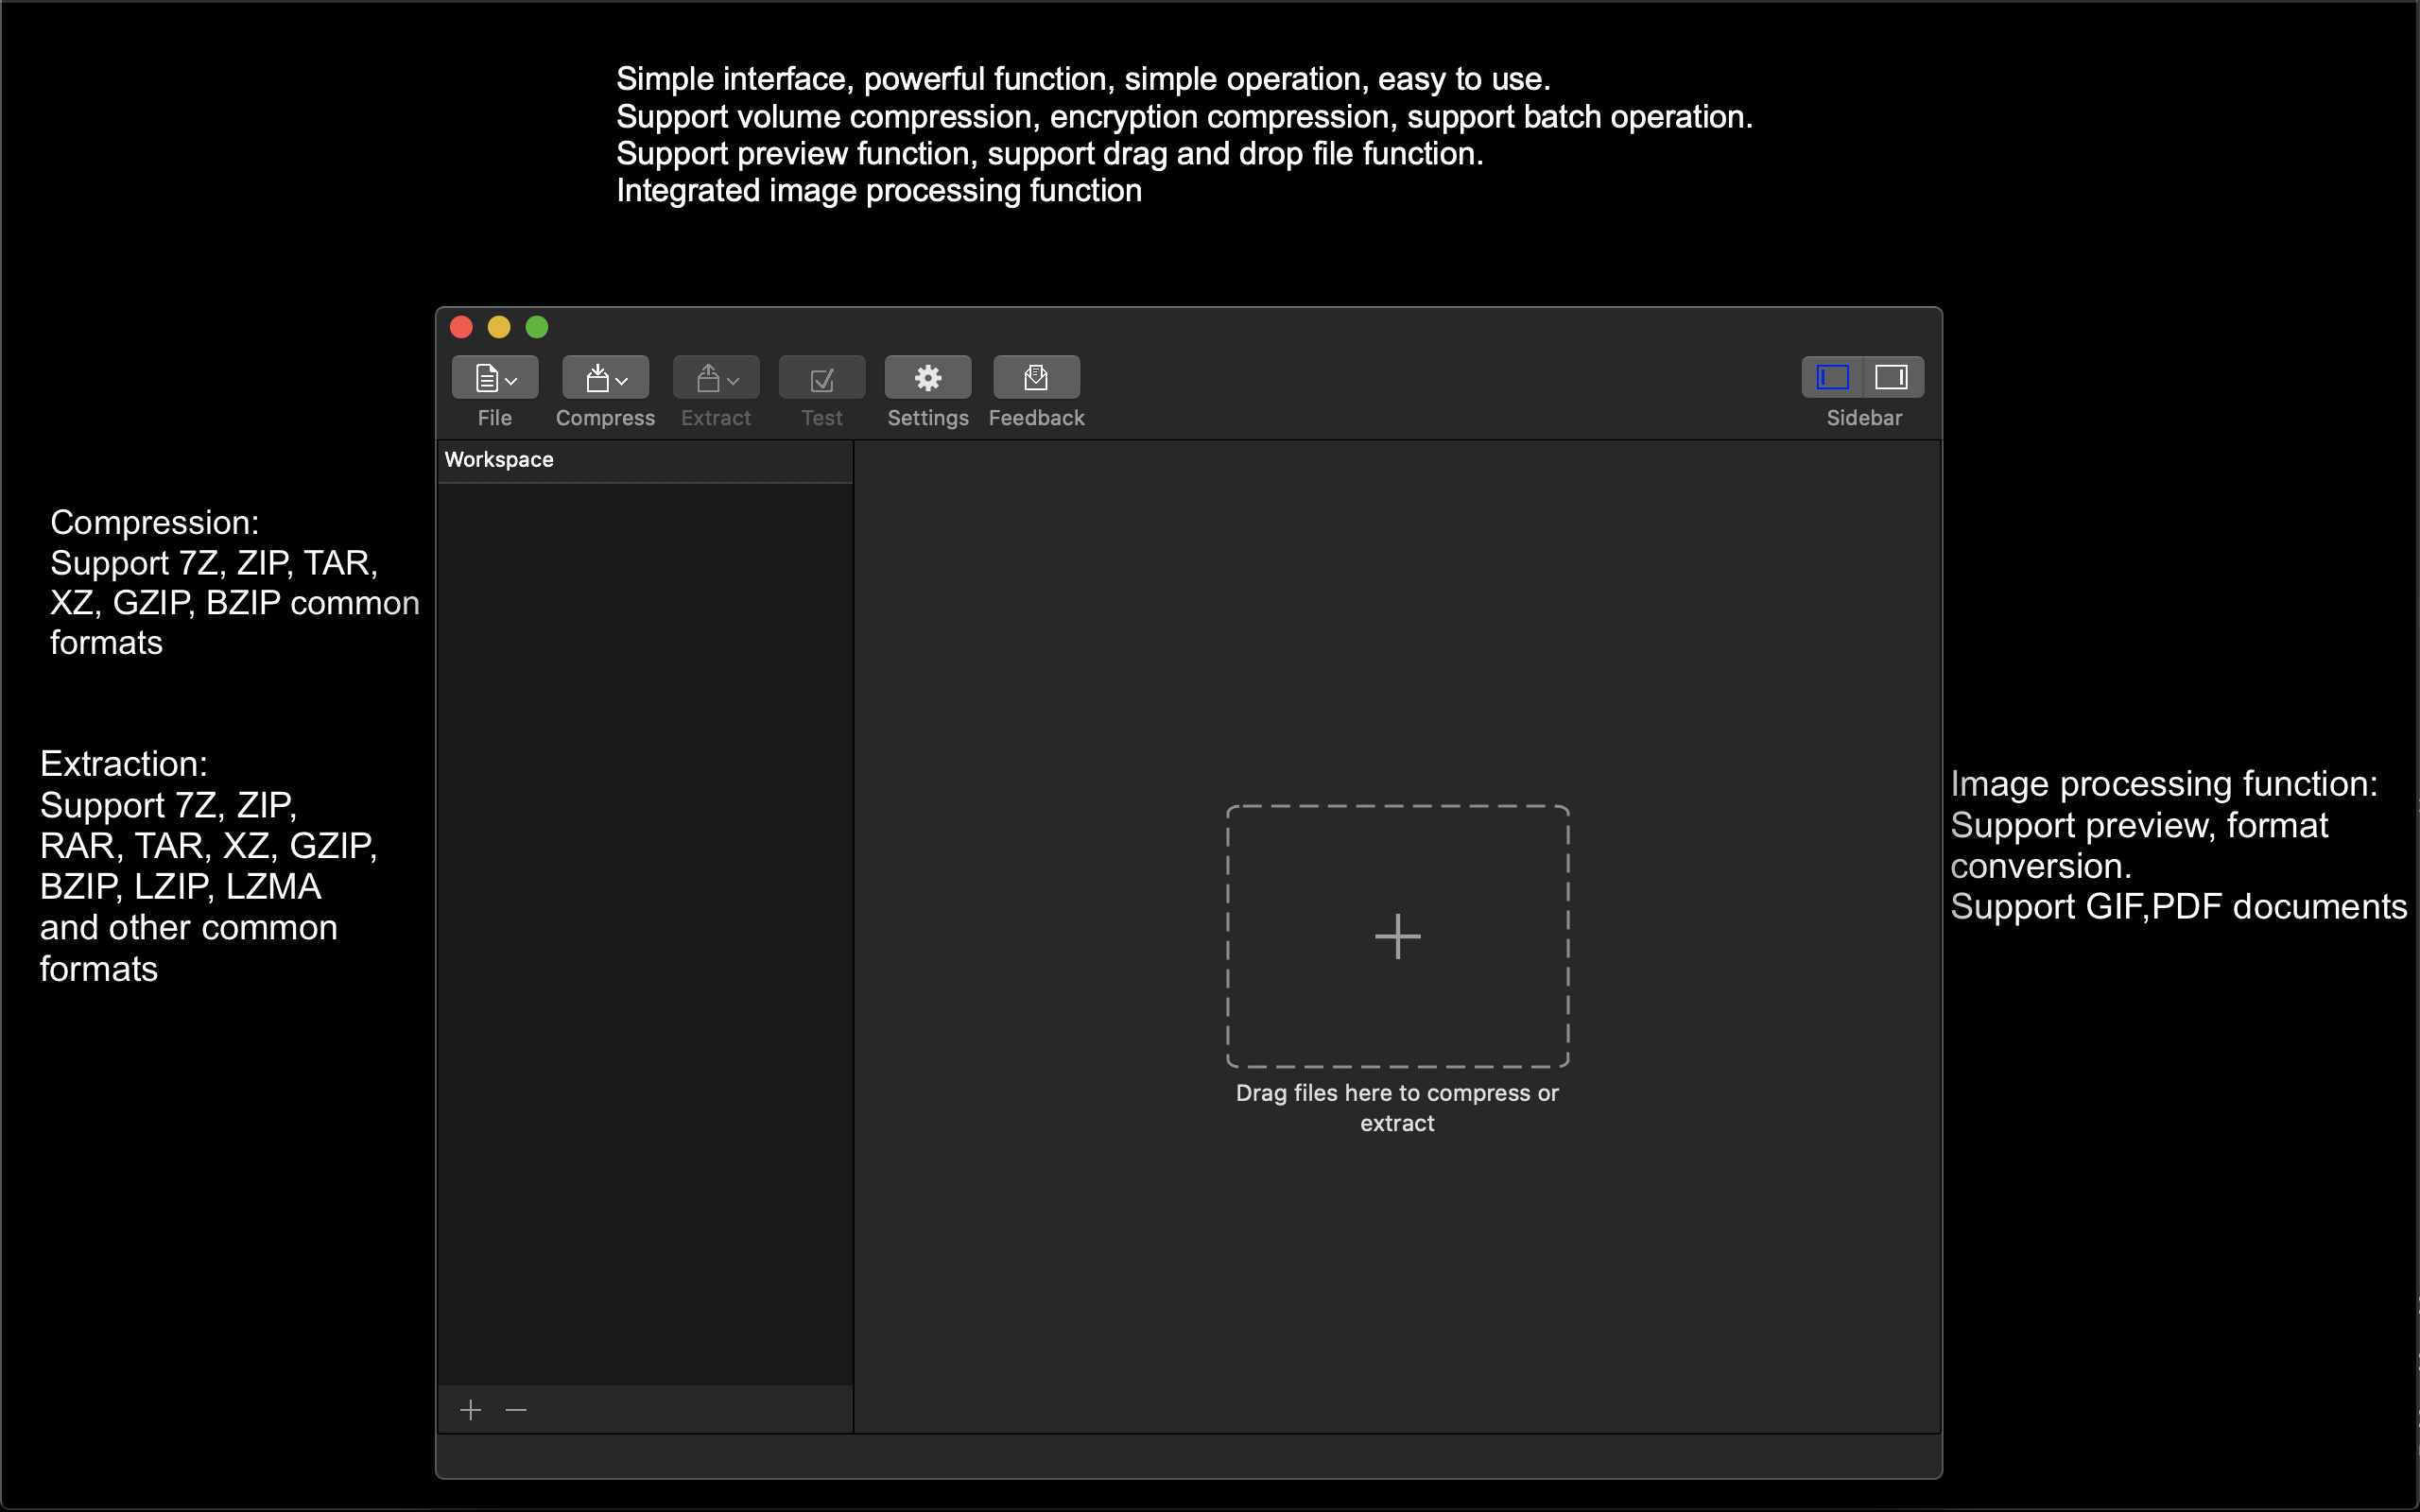 Simple interface, powerful function, simple operation, easy to use.
Support volume compression, encryption compression, support batch operation.
Support preview function, support drag and drop file function.
Integrated image processing function
File
Compress
Extract
Test
Settings
Feedback
Sidebar
Workspace
Compression:
Support 7Z, ZIP, TAR,
XZ, GZIP, BZIP common
formats
Extraction:
Support 7Z, ZIP,
RAR, TAR, XZ, GZIP,
BZIP, LZIP, LZMA
and other common
formats
Drag files here to compress or
extract
Image processing function:
Support preview, format
conversion.
Support GIF,PDF documents